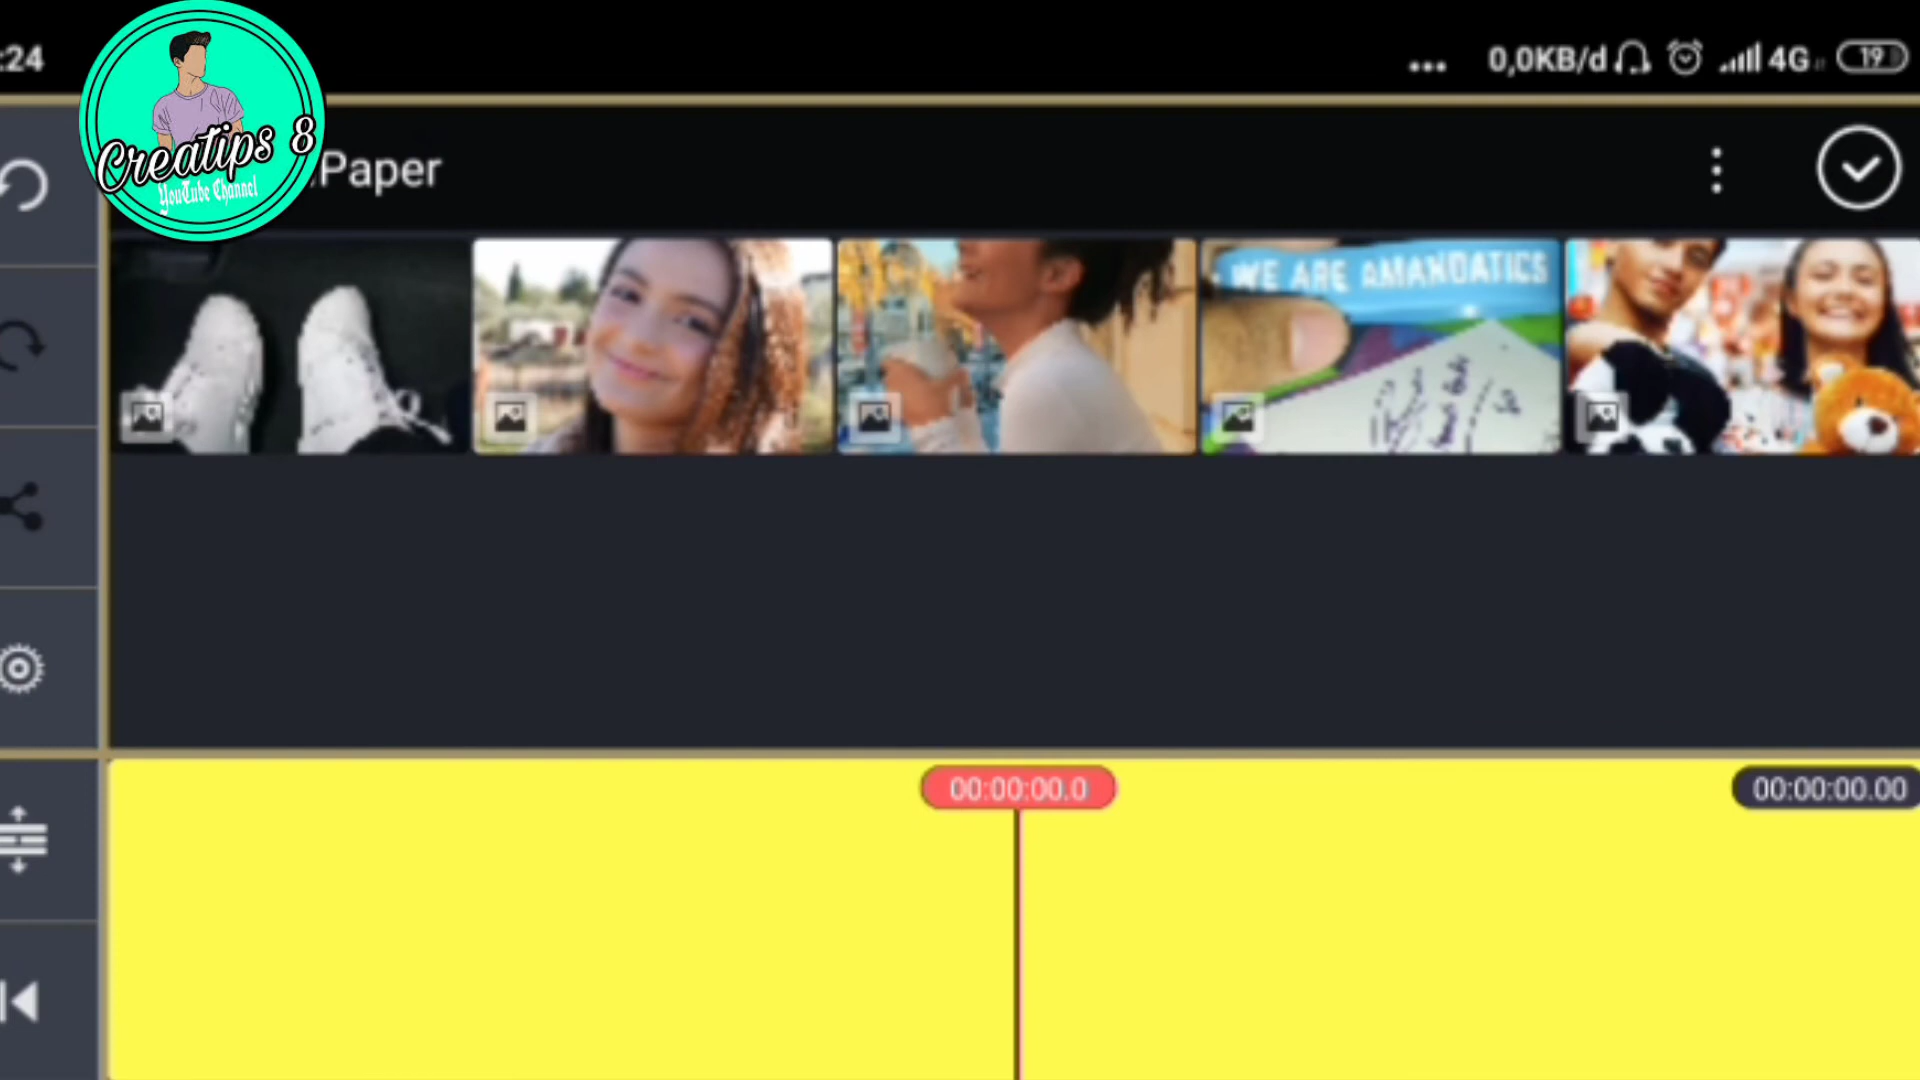 :24
0,0KB/d
4G
19
Creatips 8
YouTube Channel
Paper
WE ARE AMANDATICS
00:00:00.0
00:00:00.00